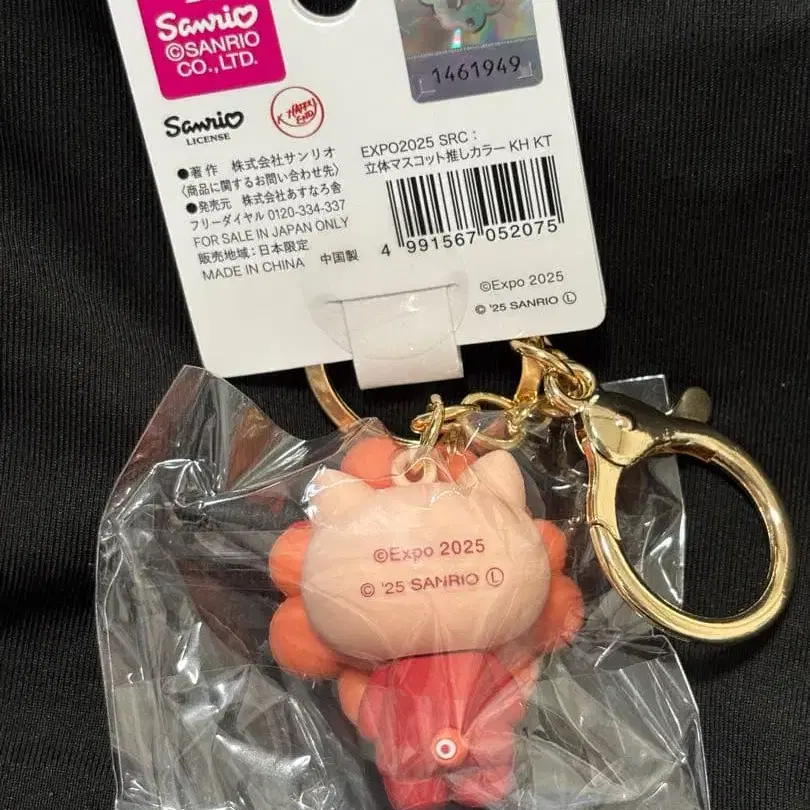 Sanrio
©SANRIO
CO.,LTD.
1461949
Sanrio
LICENSE
K.T HAPPY END
EXPO2025 SRC：
立体マスコット推しカラー KH KT
●著作 株式会社サンリオ
〈商品に関するお問い合わせ先〉
●発売元 株式会社あすなろ舎
フリーダイヤル 0120-334-337
FOR SALE IN JAPAN ONLY
販売地域：日本限定
MADE IN CHINA 中国製
4 991567 052075
©Expo 2025
© '25 SANRIO Ⓛ
©Expo 2025
© '25 SANRIO Ⓛ